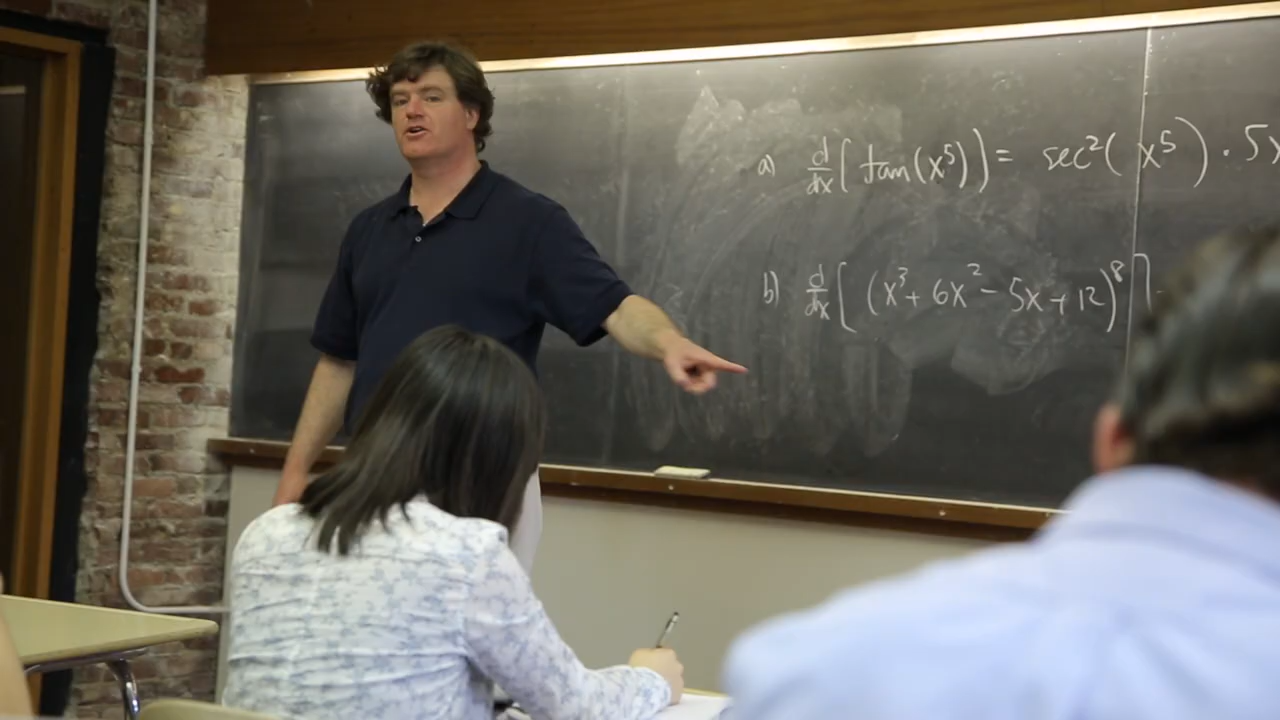 a) d/dx[tan(x⁵)] = sec²(x⁵) · 5x
b) d/dx[(x³+6x²-5x+12)⁸]